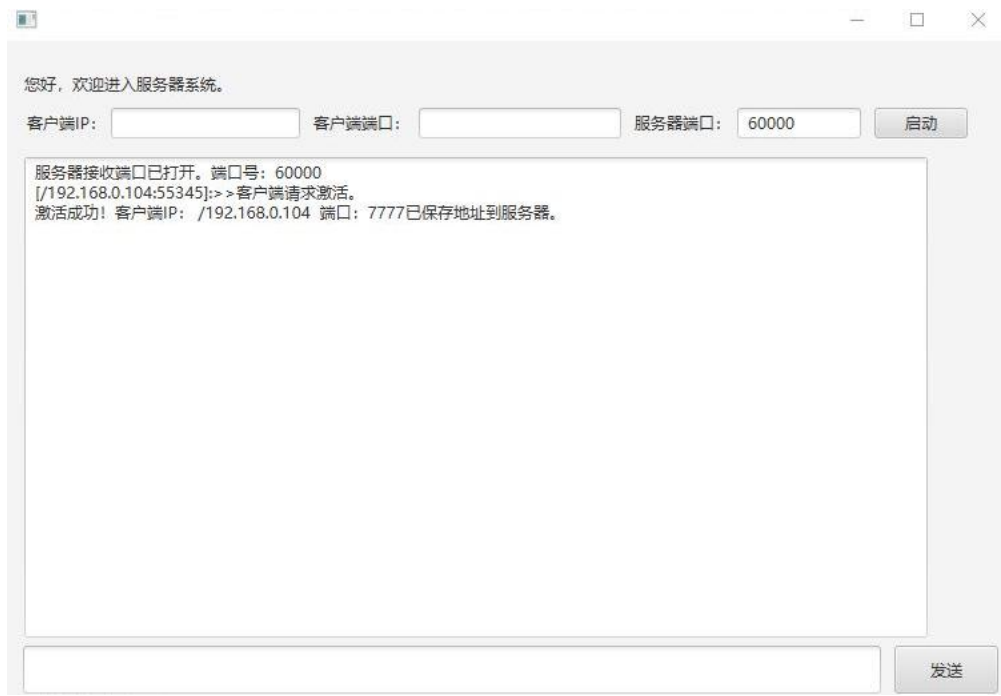 您好，欢迎进入服务器系统。
客户端IP： 客户端端口： 服务器端口： 60000 启动
服务器接收端口已打开。端口号：60000
[/192.168.0.104:55345]:>>客户端请求激活。
激活成功！客户端IP： /192.168.0.104 端口：7777已保存地址到服务器。
发送